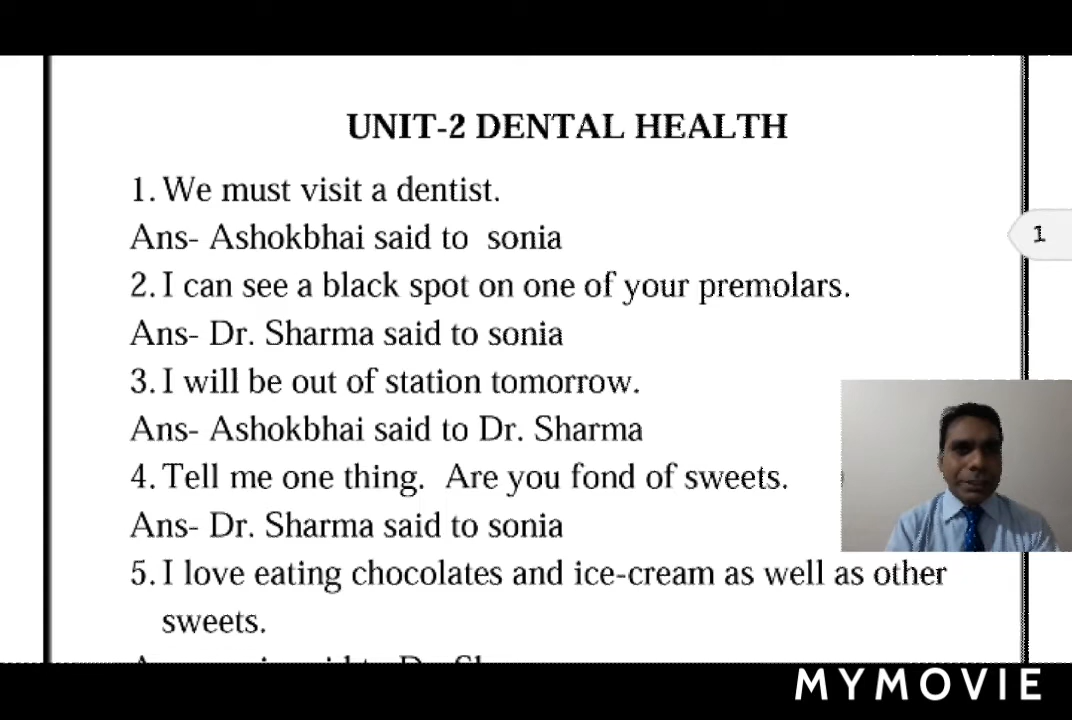 UNIT-2 DENTAL HEALTH
1. We must visit a dentist.
Ans- Ashokbhai said to sonia
2. I can see a black spot on one of your premolars.
Ans- Dr. Sharma said to sonia
3. I will be out of station tomorrow.
Ans- Ashokbhai said to Dr. Sharma
4. Tell me one thing. Are you fond of sweets.
Ans- Dr. Sharma said to sonia
5. I love eating chocolates and ice-cream as well as other
sweets.
1
MYMOVIE